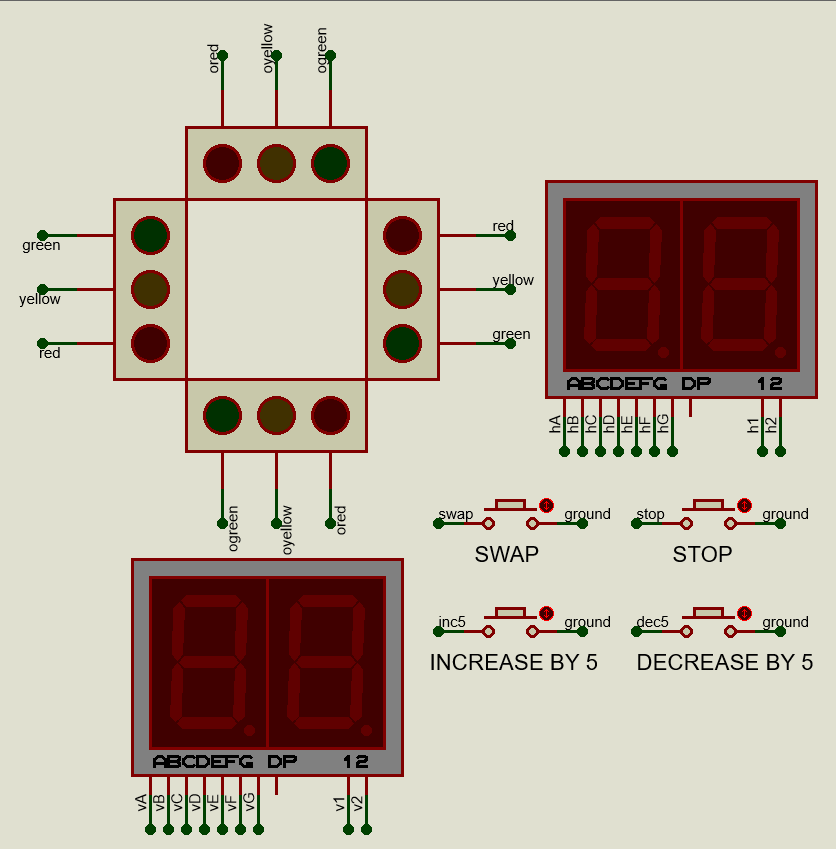 ored
oyellow
ogreen
green
yellow
red
red
yellow
green
ABCDEFG DP 12
hA
hB
hC
hD
hE
hF
hG
h1
h2
ogreen
oyellow
ored
swap ground
SWAP
stop ground
STOP
inc5 ground
INCREASE BY 5
dec5 ground
DECREASE BY 5
ABCDEFG DP 12
vA
vB
vC
vD
vE
vF
vG
v1
v2